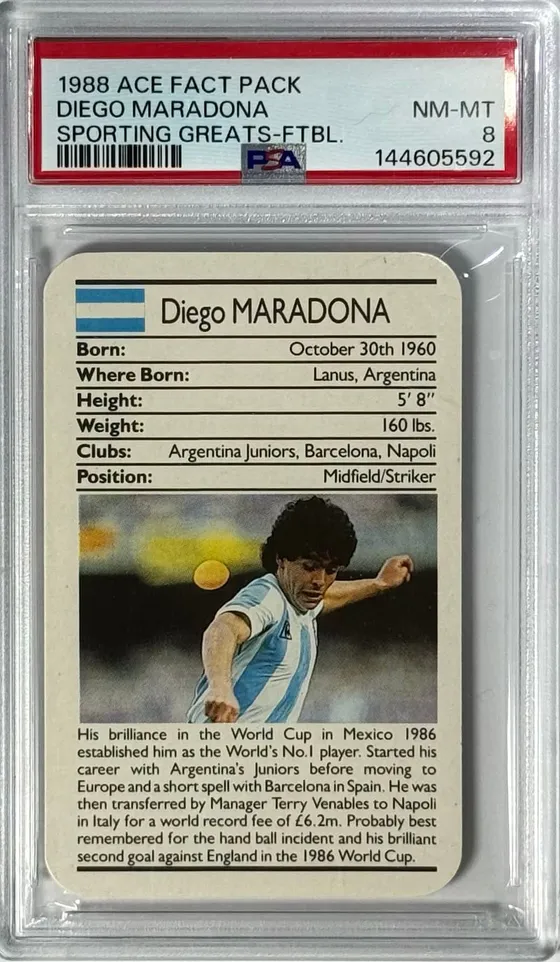 1988 ACE FACT PACK
DIEGO MARADONA NM-MT
SPORTING GREATS-FTBL. 8
PSA 144605592
Diego MARADONA
Born: October 30th 1960
Where Born: Lanus, Argentina
Height: 5' 8"
Weight: 160 lbs.
Clubs: Argentina Juniors, Barcelona, Napoli
Position: Midfield/Striker
His brilliance in the World Cup in Mexico 1986
established him as the World's No.1 player. Started his
career with Argentina's Juniors before moving to
Europe and a short spell with Barcelona in Spain. He was
then transferred by Manager Terry Venables to Napoli
in Italy for a world record fee of £6.2m. Probably best
remembered for the hand ball incident and his brilliant
second goal against England in the 1986 World Cup.